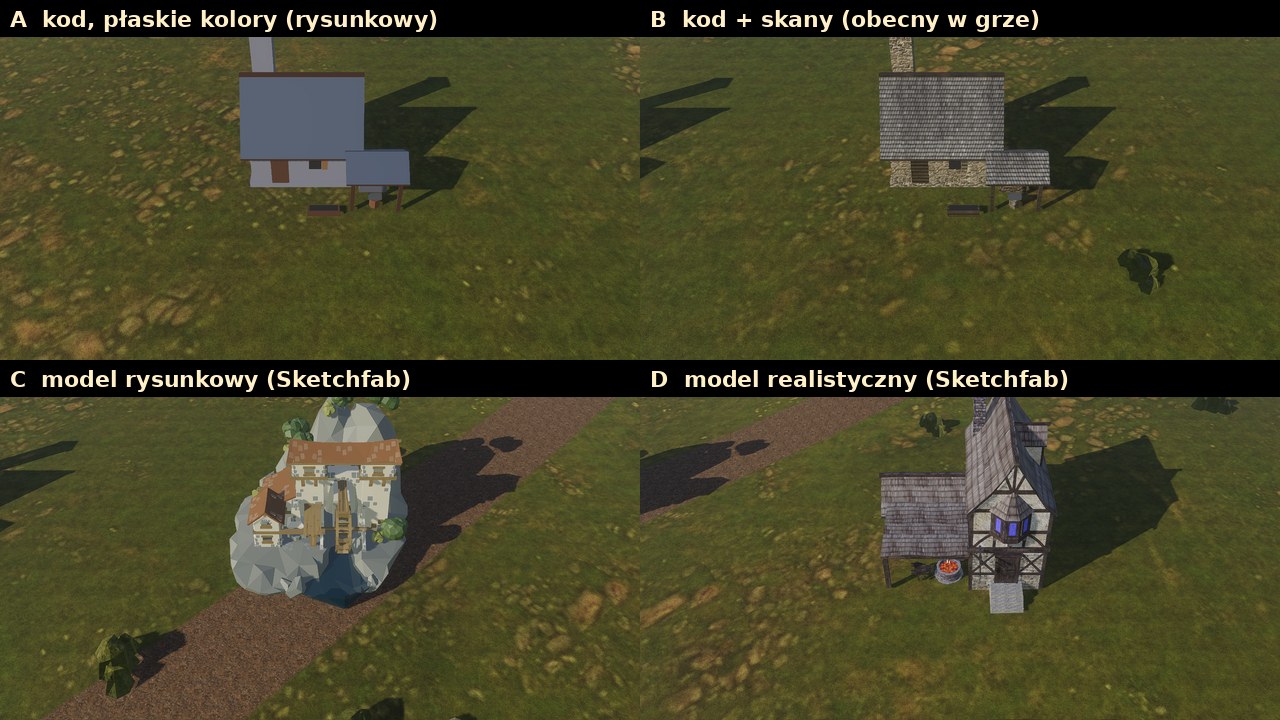 A kod, płaskie kolory (rysunkowy)
B kod + skany (obecny w grze)
C model rysunkowy (Sketchfab)
D model realistyczny (Sketchfab)